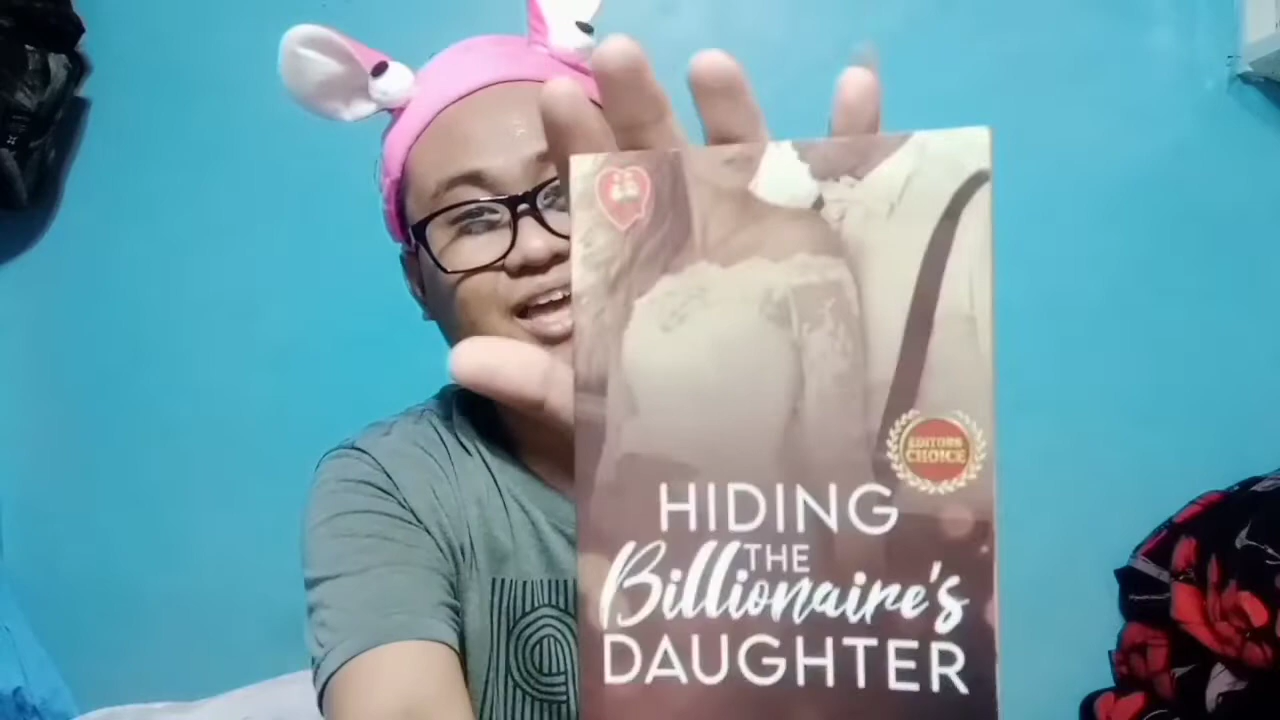 EDITORS
CHOICE
HIDING
THE
Billionaire's
DAUGHTER